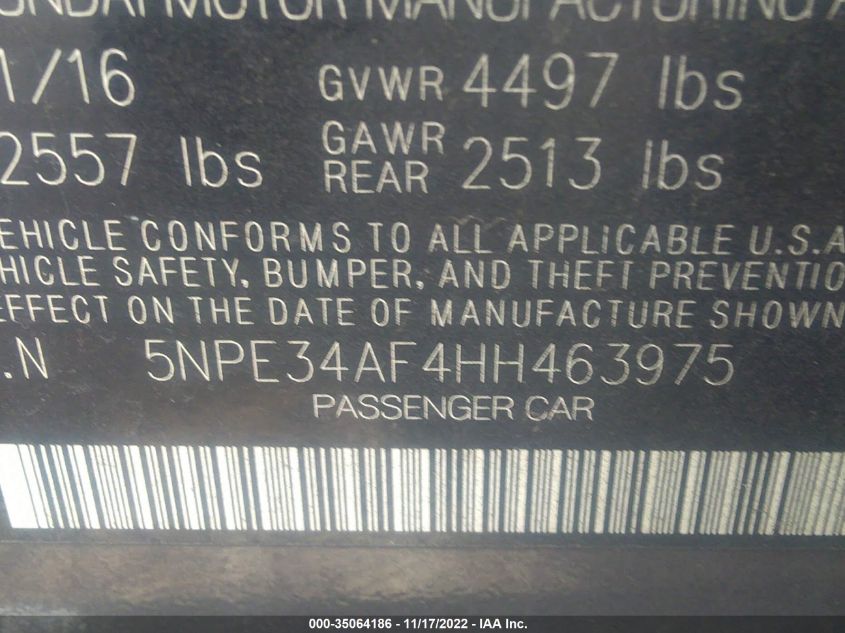 MOTOR MANUFACTURING
1/16 GVWR 4497 lbs
2557 lbs GAWR REAR 2513 lbs
EHICLE CONFORMS TO ALL APPLICABLE U.S.A
HICLE SAFETY, BUMPER, AND THEFT PREVENTIO
EFFECT ON THE DATE OF MANUFACTURE SHOWN
.N 5NPE34AF4HH463975
PASSENGER CAR
000-35064186 - 11/17/2022 - IAA Inc.